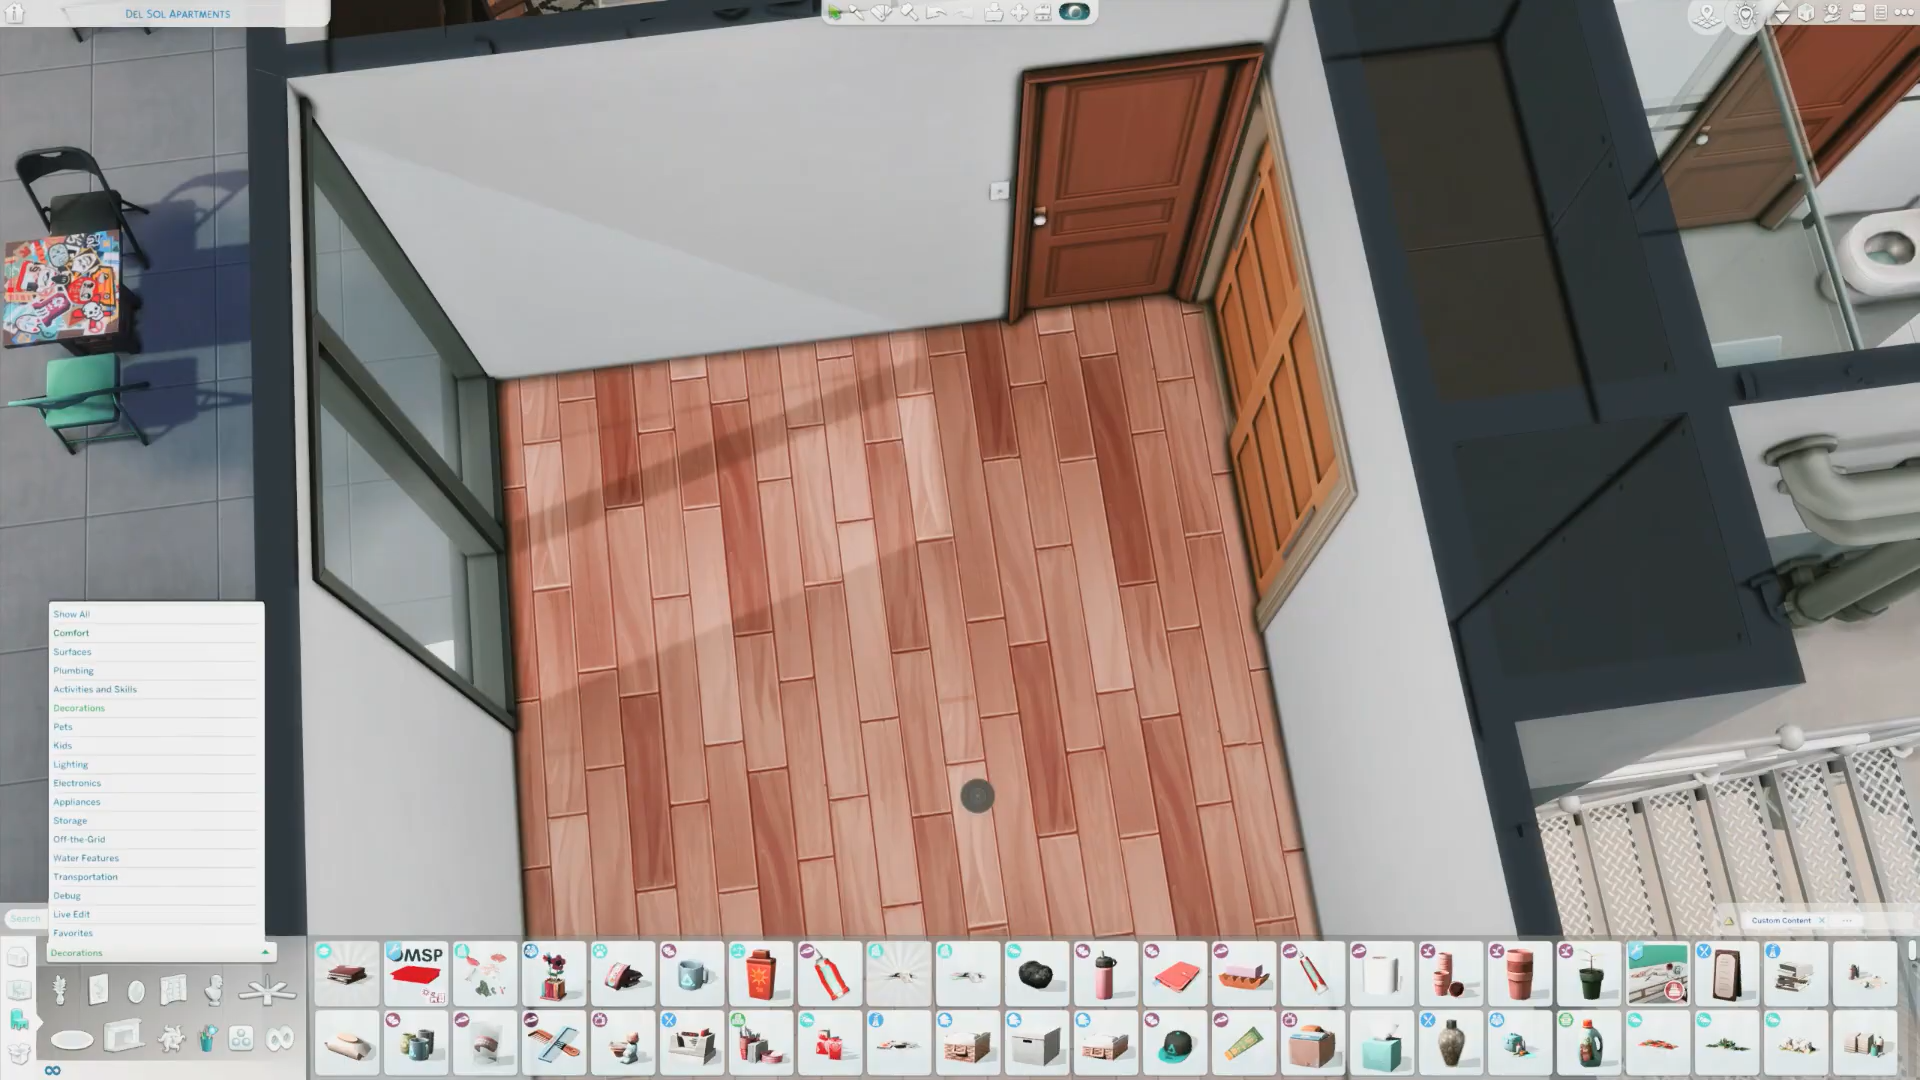 Del Sol Apartments
Show All
Comfort
Surfaces
Plumbing
Activities and Skills
Decorations
Pets
Kids
Lighting
Electronics
Appliances
Storage
Off-the-Grid
Water Features
Transportation
Debug
Live Edit
Favorites
Search
Custom Content
Decorations
MSP